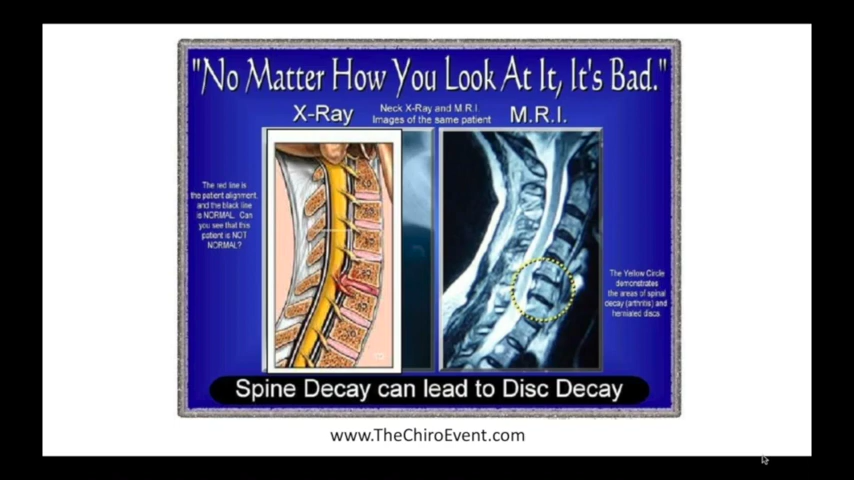 "No Matter How You Look At It, It's Bad."
X-Ray
Neck X-Ray and M.R.I.
Images of the same patient
M.R.I.
The red line is
the patient alignment
and the black line
is NORMAL. Can
you see that this
patient is NOT
NORMAL?
The Yellow Circle
demonstrates
the areas of spinal
decay (arthritis) and
herniated discs.
Spine Decay can lead to Disc Decay
www.TheChiroEvent.com